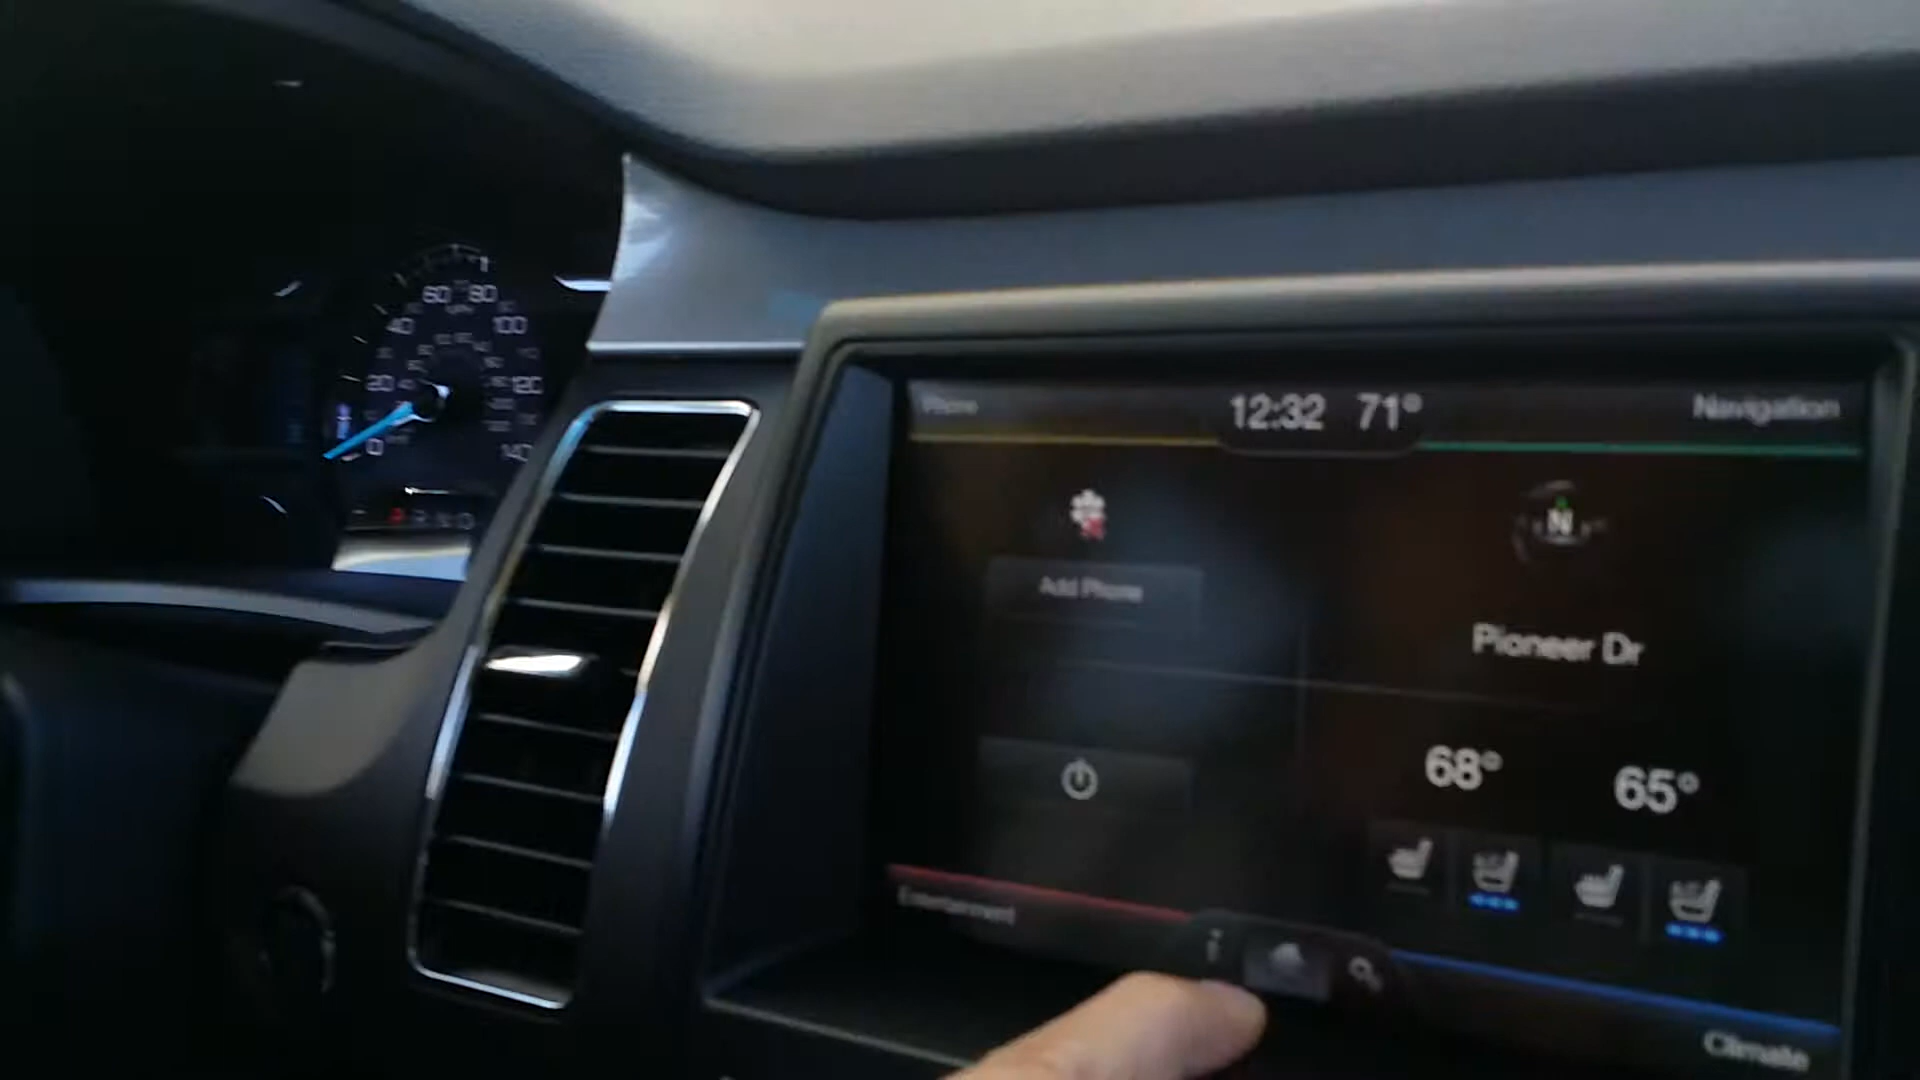 60 80
40 100
20 120
0 140
Phone 12:32 71° Navigation
N
Add Phone
Pioneer Dr
68° 65°
Entertainment
i
Climate